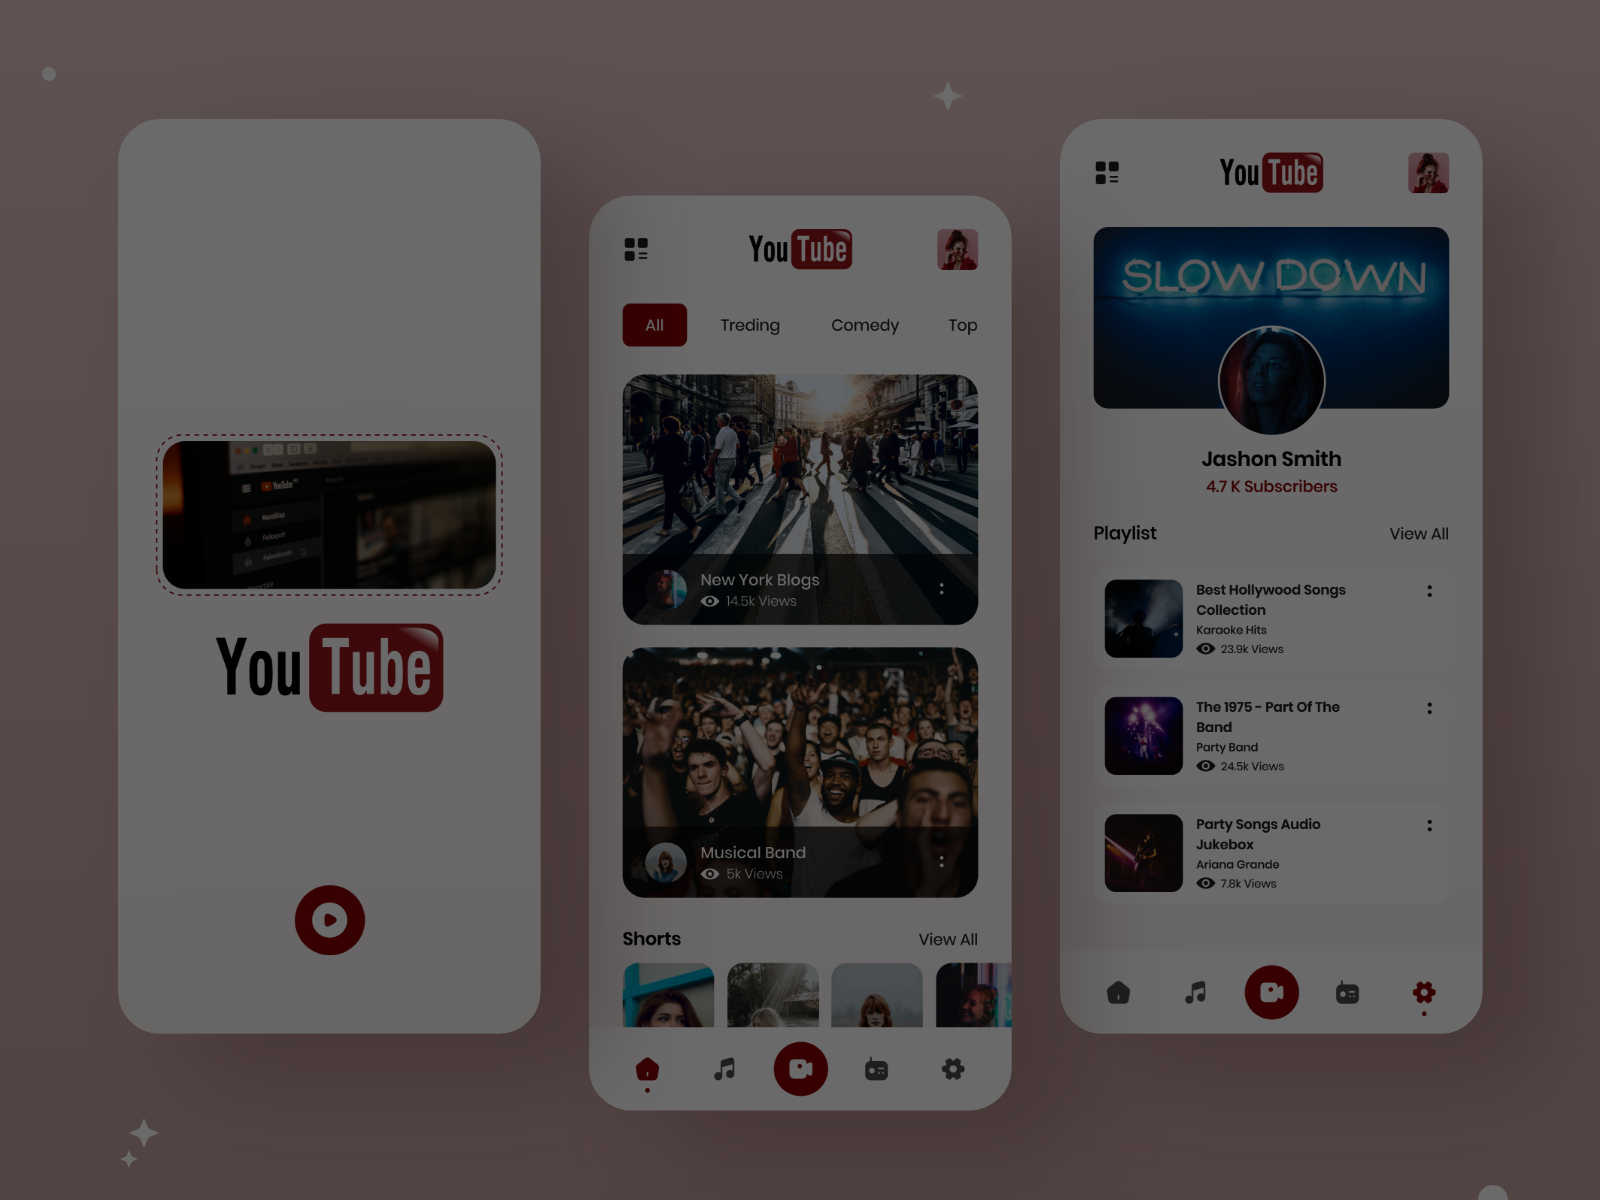 YouTube
YouTube
YouTube
All
Treding
Comedy
Top
New York Blogs
14.5k Views
Musical Band
5k Views
Shorts
View All
YouTube
SLOW DOWN
Jashon Smith
4.7 K Subscribers
Playlist
View All
Best Hollywood Songs
Collection
Karaoke Hits
23.9k Views
The 1975 - Part Of The
Band
Party Band
24.5k Views
Party Songs Audio
Jukebox
Ariana Grande
7.8k Views